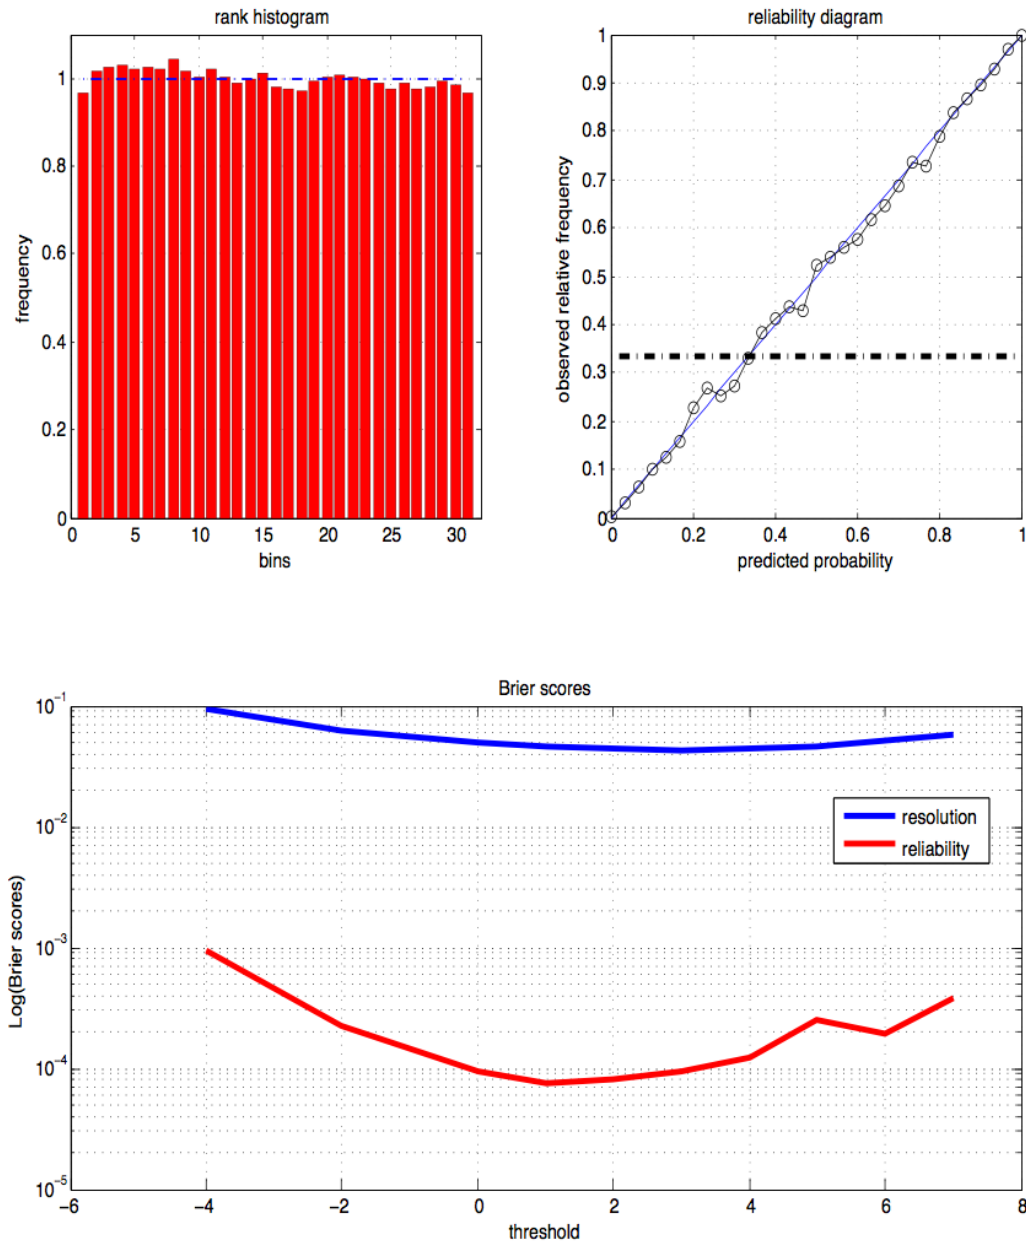 rank histogram
1
0.8
0.6
0.4
0.2
0
0 5 10 15 20 25 30
frequency
bins
reliability diagram
1
0.9
0.8
0.7
0.6
0.5
0.4
0.3
0.2
0.1
0
0 0.2 0.4 0.6 0.8 1
observed relative frequency
predicted probability
Brier scores
10−1
10−2
10−3
10−4
10−5
−6 −4 −2 0 2 4 6 8
Log(Brier scores)
threshold
resolution
reliability